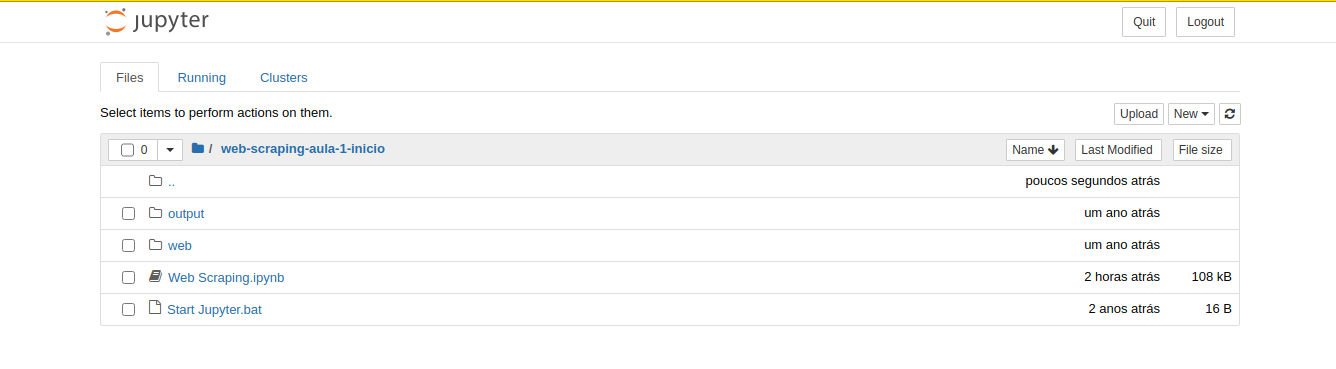 jupyter
Quit Logout
Files Running Clusters
Select items to perform actions on them.
Upload New
0 / web-scraping-aula-1-inicio Name Last Modified File size
.. poucos segundos atrás
output um ano atrás
web um ano atrás
Web Scraping.ipynb 2 horas atrás 108 kB
Start Jupyter.bat 2 anos atrás 16 B